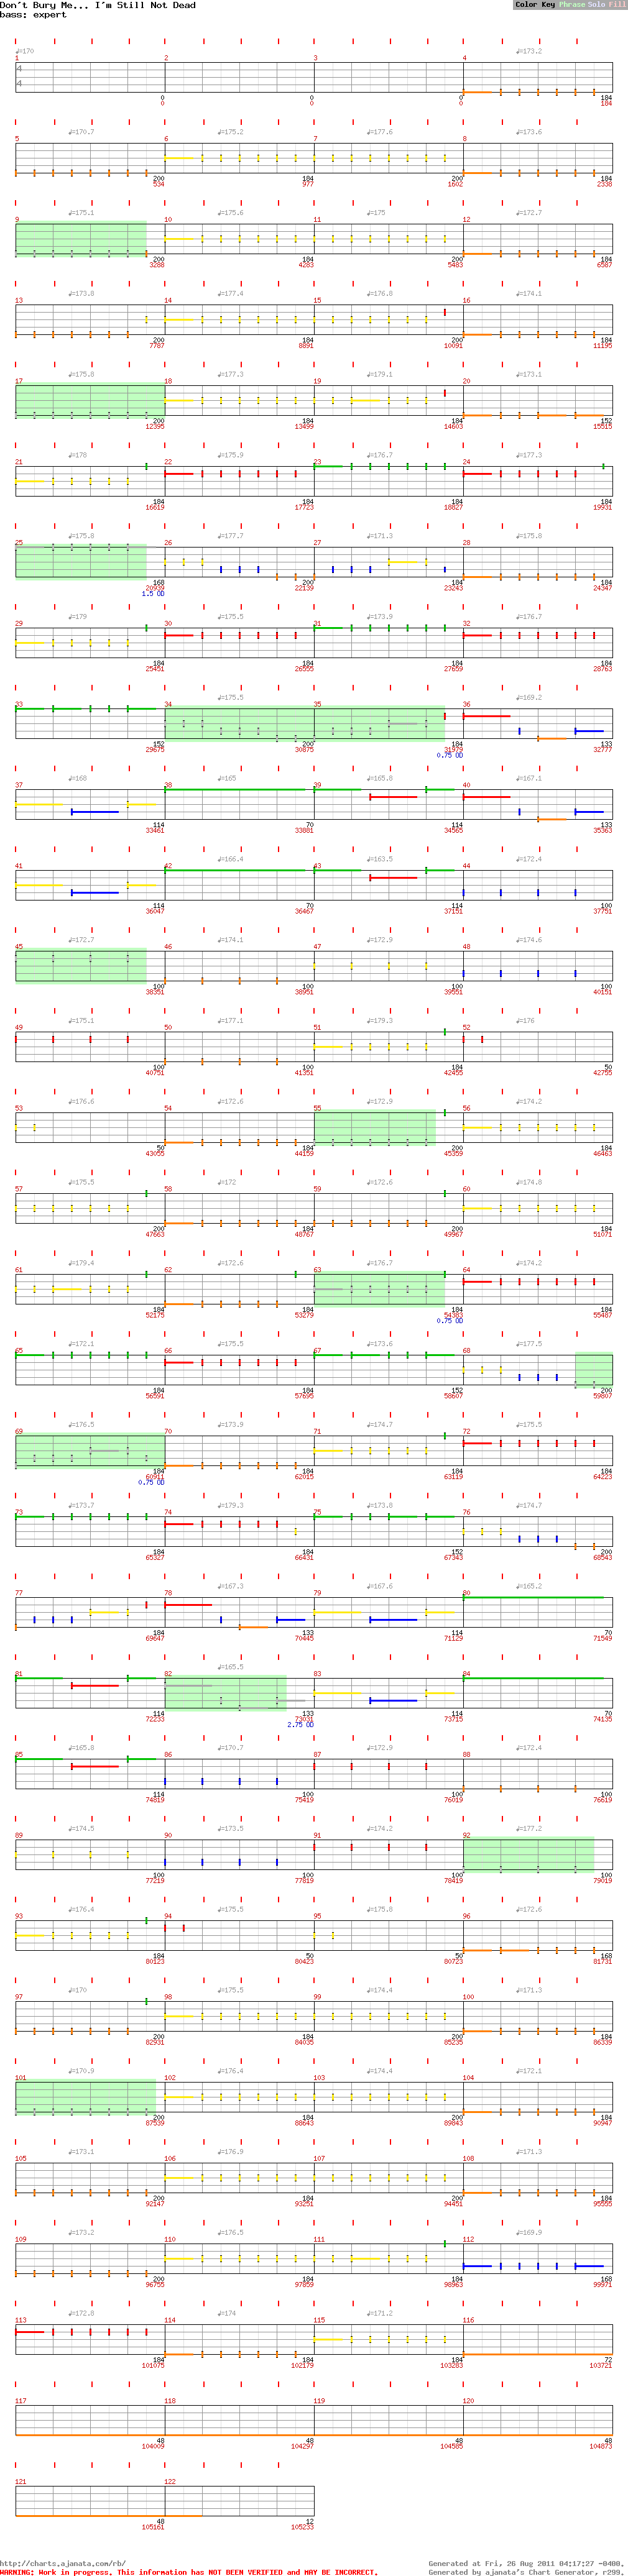 Don't Bury Me... I'm Still Not Dead
Color Key Phrase Solo Fill
bass: expert
♩=170 ♩=173.2
1 2 3 4
4
4
0 0 0 184
0 0 0 184
♩=170.7 ♩=175.2 ♩=177.6 ♩=173.6
5 6 7 8
200 184 200 184
534 977 1602 2338
♩=175.1 ♩=175.6 ♩=175 ♩=172.7
9 10 11 12
200 184 200 184
3288 4283 5483 6587
♩=173.8 ♩=177.4 ♩=176.8 ♩=174.1
13 14 15 16
200 184 200 184
7787 8891 10091 11195
♩=175.8 ♩=177.3 ♩=179.1 ♩=173.1
17 18 19 20
200 184 184 152
12395 13499 14603 15515
♩=178 ♩=175.9 ♩=176.7 ♩=177.3
21 22 23 24
184 184 184 184
16619 17723 18827 19931
♩=175.8 ♩=177.7 ♩=171.3 ♩=175.8
25 26 27 28
168 200 184 184
20939 22139 23243 24347
1.5 OD
♩=179 ♩=175.5 ♩=173.9 ♩=176.7
29 30 31 32
184 184 184 184
25451 26555 27659 28763
♩=175.5 ♩=169.2
33 34 35 36
152 200 184 133
29675 30875 31979 32777
0.75 OD
♩=168 ♩=165 ♩=165.8 ♩=167.1
37 38 39 40
114 70 114 133
33461 33881 34565 35363
♩=166.4 ♩=163.5 ♩=172.4
41 42 43 44
114 70 114 100
36047 36467 37151 37751
♩=172.7 ♩=174.1 ♩=172.9 ♩=174.6
45 46 47 48
100 100 100 100
38351 38951 39551 40151
♩=175.1 ♩=177.1 ♩=179.3 ♩=176
49 50 51 52
100 100 184 50
40751 41351 42455 42755
♩=176.6 ♩=172.6 ♩=172.9 ♩=174.2
53 54 55 56
50 184 200 184
43055 44159 45359 46463
♩=175.5 ♩=172 ♩=172.6 ♩=174.8
57 58 59 60
200 184 200 184
47663 48767 49967 51071
♩=179.4 ♩=172.6 ♩=176.7 ♩=174.2
61 62 63 64
184 184 184 184
52175 53279 54383 55487
0.75 OD
♩=172.1 ♩=175.5 ♩=173.6 ♩=177.5
65 66 67 68
184 184 152 200
56591 57695 58607 59807
♩=176.5 ♩=173.9 ♩=174.7 ♩=175.5
69 70 71 72
184 184 184 184
60911 62015 63119 64223
0.75 OD
♩=173.7 ♩=179.3 ♩=173.8 ♩=174.7
73 74 75 76
184 184 152 200
65327 66431 67343 68543
♩=167.3 ♩=167.6 ♩=165.2
77 78 79 80
184 133 114 70
69647 70445 71129 71549
♩=165.5
81 82 83 84
114 133 114 70
72233 73031 73715 74135
2.75 OD
♩=165.8 ♩=170.7 ♩=172.9 ♩=172.4
85 86 87 88
114 100 100 100
74819 75419 76019 76619
♩=174.5 ♩=173.5 ♩=174.2 ♩=177.2
89 90 91 92
100 100 100 100
77219 77819 78419 79019
♩=176.4 ♩=175.5 ♩=175.8 ♩=172.6
93 94 95 96
184 50 50 168
80123 80423 80723 81731
♩=170 ♩=175.5 ♩=174.4 ♩=171.3
97 98 99 100
200 184 200 184
82931 84035 85235 86339
♩=170.9 ♩=176.4 ♩=174.4 ♩=172.1
101 102 103 104
200 184 200 184
87539 88643 89843 90947
♩=173.1 ♩=176.9 ♩=171.3
105 106 107 108
200 184 200 184
92147 93251 94451 95555
♩=173.2 ♩=176.5 ♩=169.9
109 110 111 112
200 184 184 168
96755 97859 98963 99971
♩=172.8 ♩=174 ♩=171.2
113 114 115 116
184 184 184 72
101075 102179 103283 103721
117 118 119 120
48 48 48 48
104009 104297 104585 104873
121 122
48 12
105161 105233
http://charts.ajanata.com/rb/
Generated at Fri, 26 Aug 2011 04:17:27 -0400.
WARNING: Work in progress. This information has NOT BEEN VERIFIED and MAY BE INCORRECT.
Generated by ajanata's Chart Generator, r299.